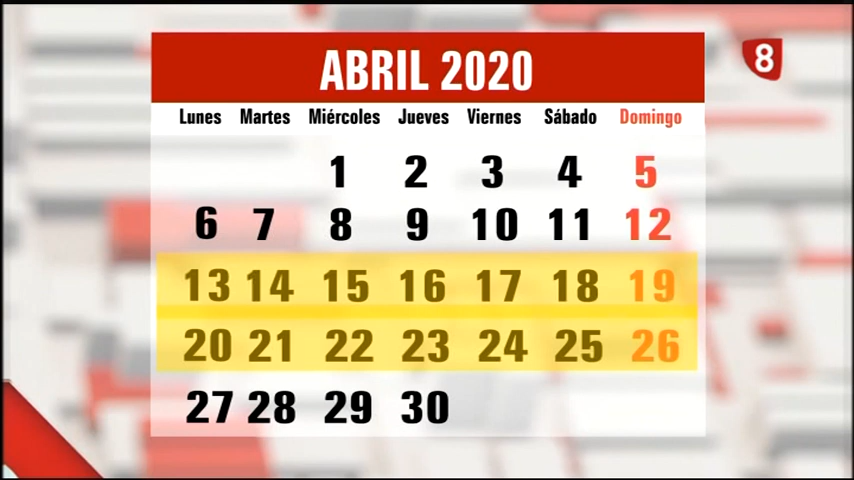 ABRIL 2020
8
Lunes Martes Miércoles Jueves Viernes Sábado Domingo
1 2 3 4 5
6 7 8 9 10 11 12
13 14 15 16 17 18 19
20 21 22 23 24 25 26
27 28 29 30